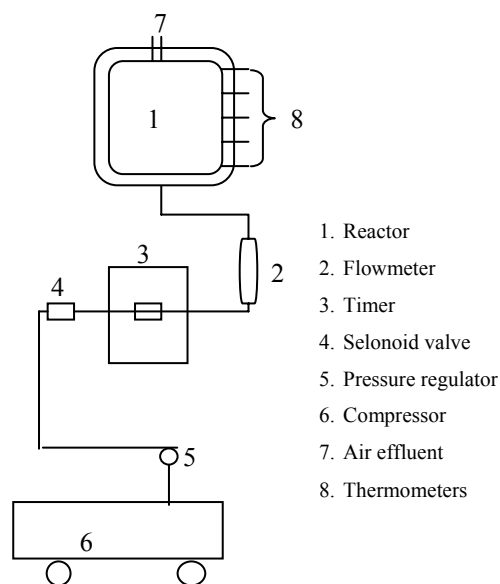 7
1
8
3
2
4
5
6
1. Reactor
2. Flowmeter
3. Timer
4. Selonoid valve
5. Pressure regulator
6. Compressor
7. Air effluent
8. Thermometers